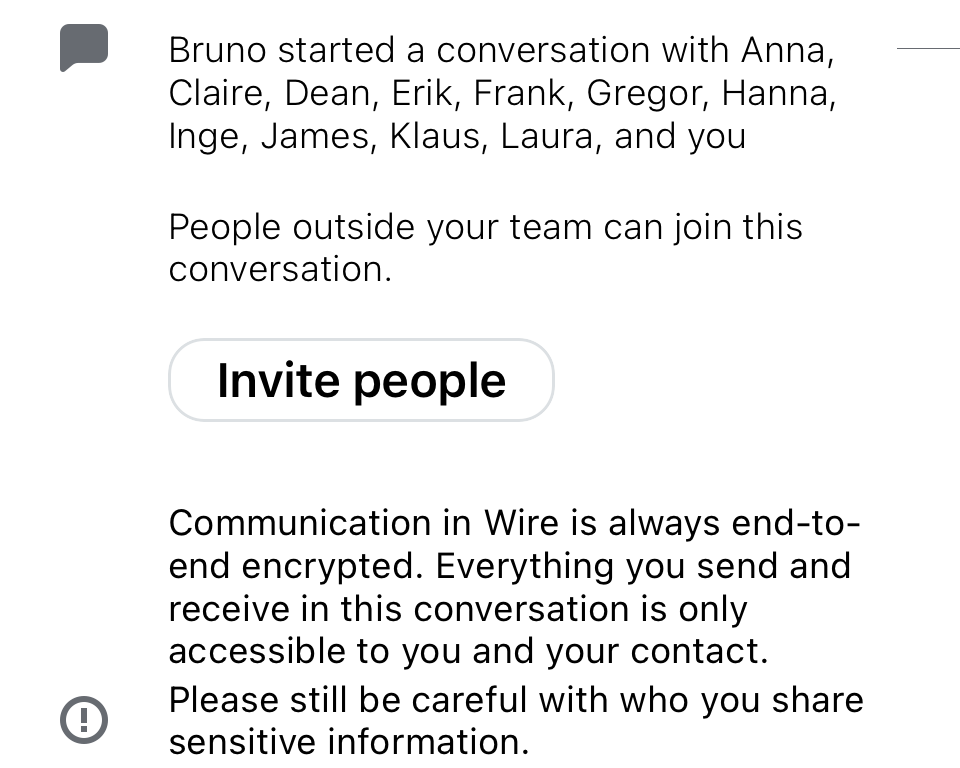 Bruno started a conversation with Anna,
Claire, Dean, Erik, Frank, Gregor, Hanna,
Inge, James, Klaus, Laura, and you
People outside your team can join this
conversation.
Invite people
Communication in Wire is always end-to-
end encrypted. Everything you send and
receive in this conversation is only
accessible to you and your contact.
Please still be careful with who you share
sensitive information.